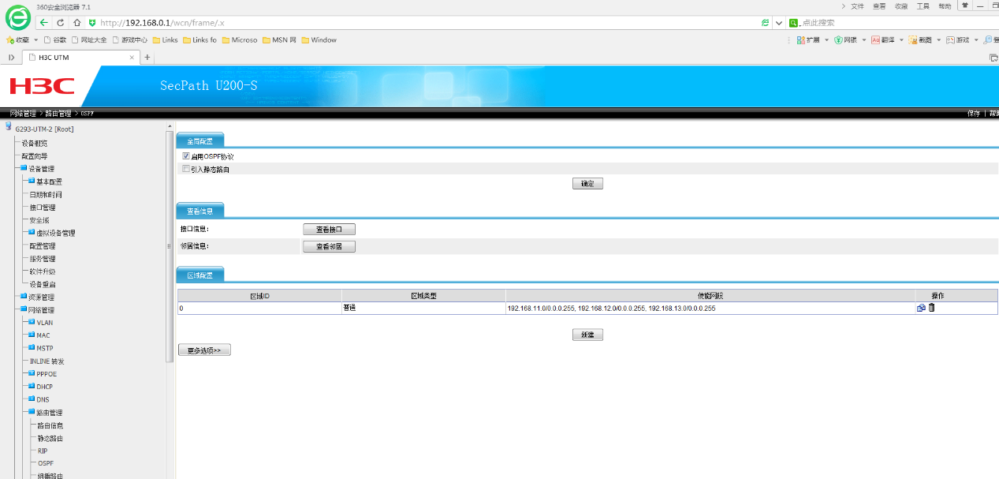 360安全浏览器 7.1
文件 查看 收藏 工具 帮助
http://192.168.0.1/wcn/frame/.x
点此搜索
收藏 谷歌 网址大全 游戏中心 Links Links fo Microso MSN 网 Window
扩展 网银 翻译 截图 游戏
H3C UTM
H3C
SecPath U200-S
网络管理 > 路由管理 > OSPF
保存 | 帮助
G293-UTM-2 [Root]
设备概览
配置向导
设备管理
基本配置
日期和时间
接口管理
安全域
虚拟设备管理
配置管理
服务管理
软件升级
设备重启
资源管理
网络管理
VLAN
MAC
MSTP
INLINE 转发
PPPOE
DHCP
DNS
路由管理
路由信息
静态路由
RIP
OSPF
组播路由
全局配置
启用OSPF协议
引入静态路由
确定
查看信息
接口信息: 查看接口
邻居信息: 查看邻居
区域配置
区域ID 区域类型 使能网段 操作
0 普通 192.168.11.0/0.0.0.255, 192.168.12.0/0.0.0.255, 192.168.13.0/0.0.0.255
新建
更多选项>>